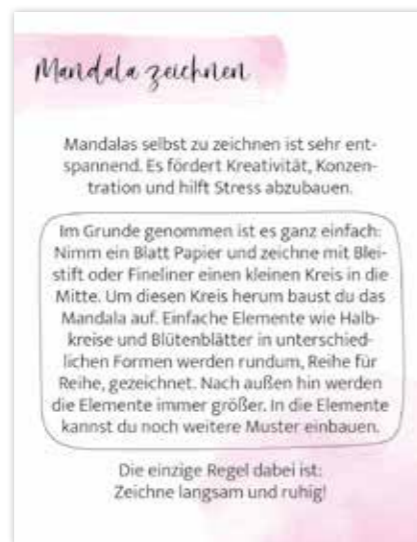 Mandala zeichnen
Mandalas selbst zu zeichnen ist sehr ent-
spannend. Es fördert Kreativität, Konzen-
tration und hilft Stress abzubauen.
Im Grunde genommen ist es ganz einfach:
Nimm ein Blatt Papier und zeichne mit Blei-
stift oder Fineliner einen kleinen Kreis in die
Mitte. Um diesen Kreis herum baust du das
Mandala auf. Einfache Elemente wie Halb-
kreise und Blütenblätter in unterschied-
lichen Formen werden rundum, Reihe für
Reihe, gezeichnet. Nach außen hin werden
die Elemente immer größer. In die Elemente
kannst du noch weitere Muster einbauen.
Die einzige Regel dabei ist:
Zeichne langsam und ruhig!